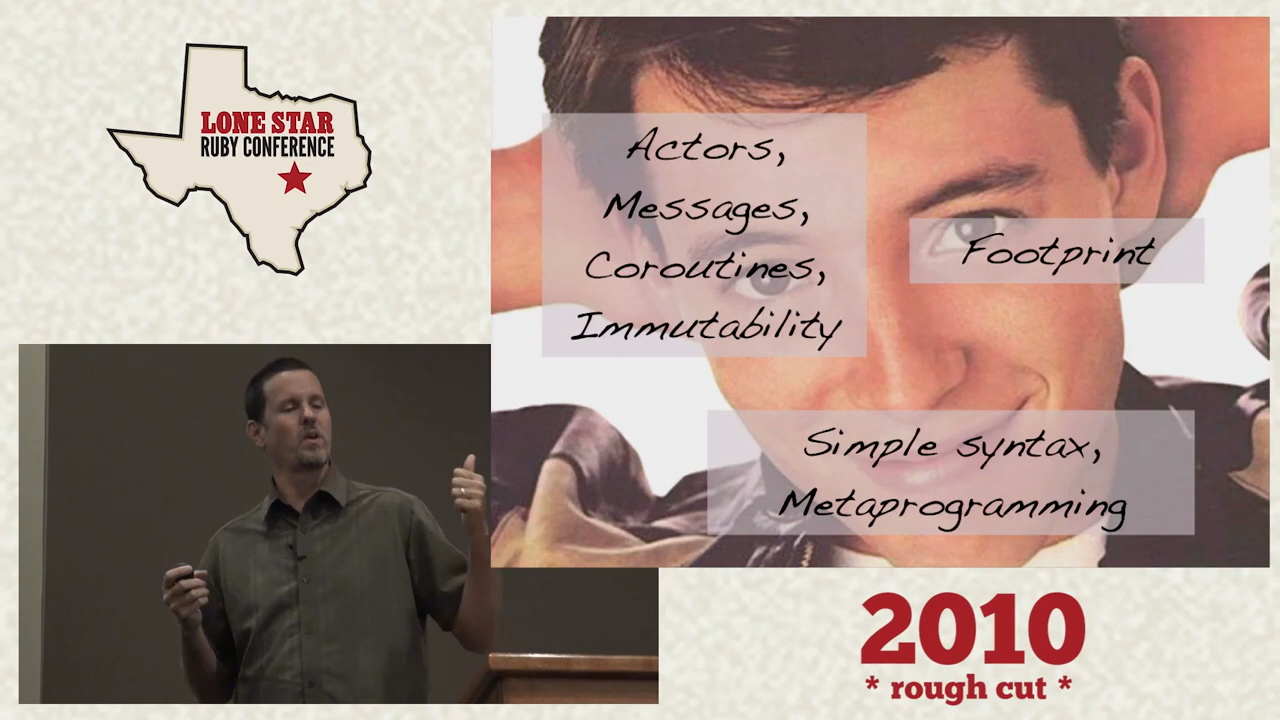 LONE STAR
RUBY CONFERENCE
Actors,
Messages,
Coroutines,
Immutability
Footprint
Simple syntax,
Metaprogramming
2010
* rough cut *